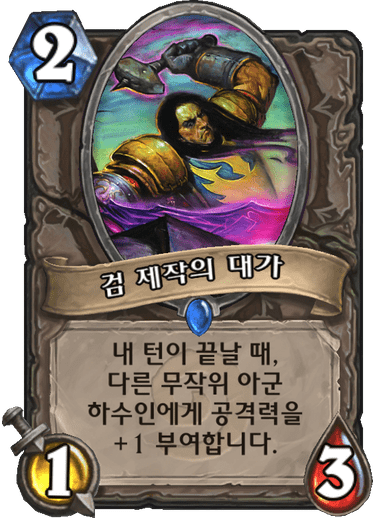 2
검 제작의 대가
내 턴이 끝날 때,
다른 무작위 아군
하수인에게 공격력을
+1 부여합니다.
1
3